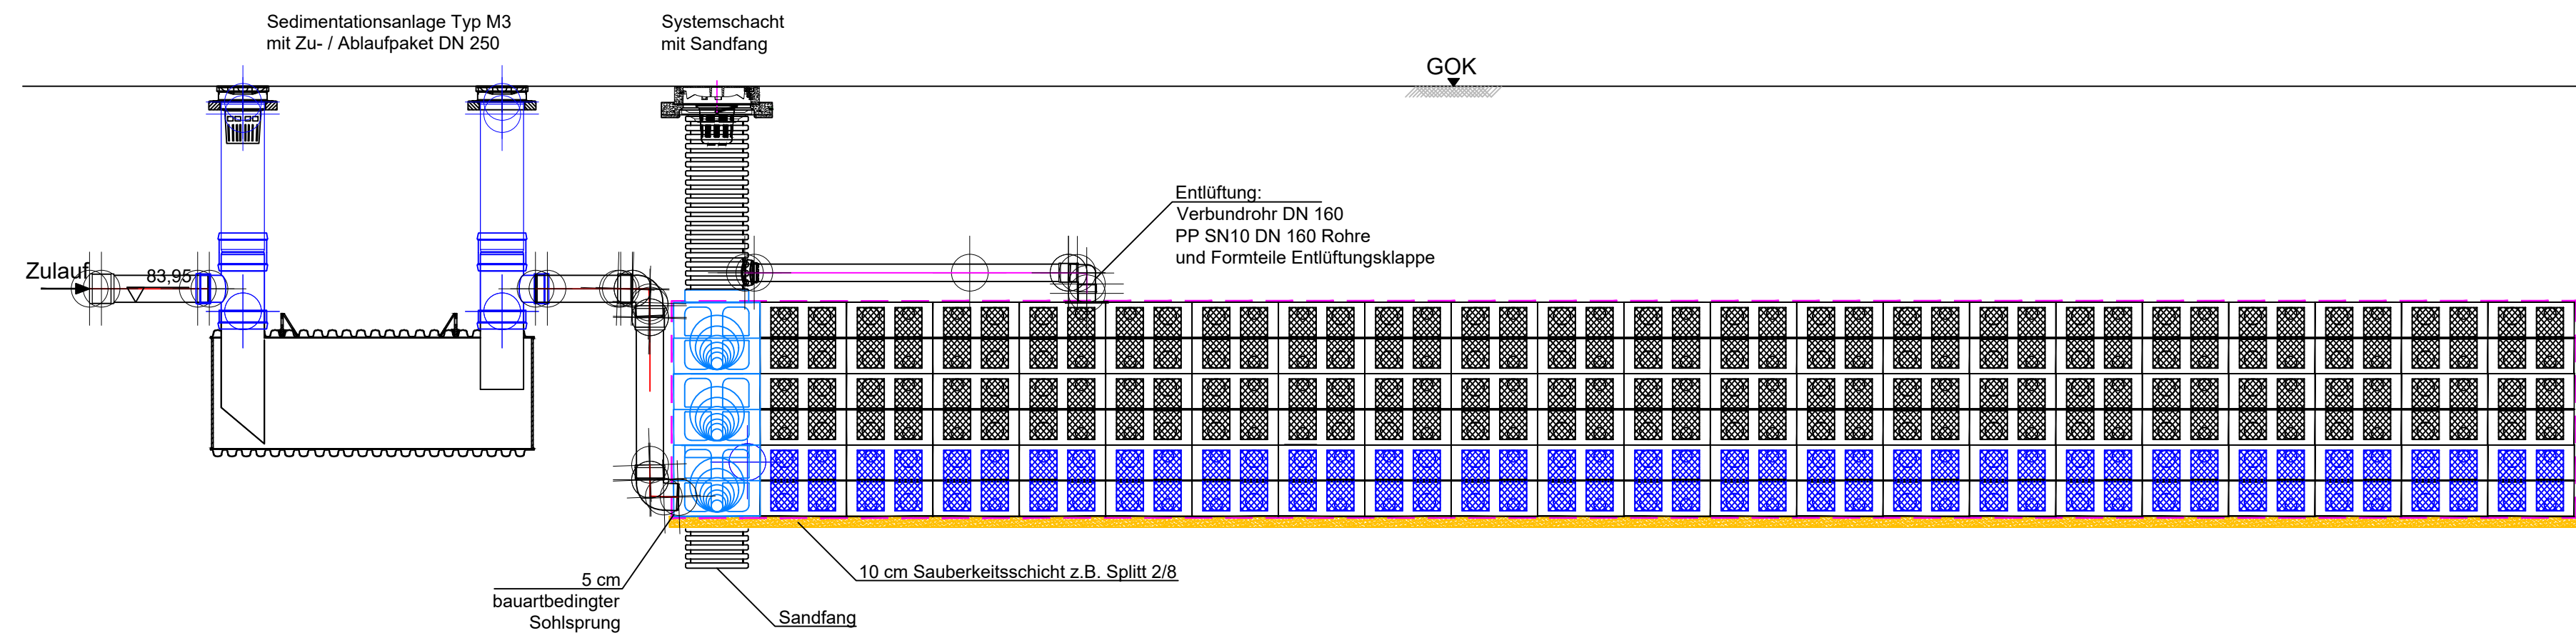 Sedimentationsanlage Typ M3
mit Zu- / Ablaufpaket DN 250
Systemschacht
mit Sandfang
GOK
Entlüftung:
Verbundrohr DN 160
PP SN10 DN 160 Rohre
und Formteile Entlüftungsklappe
Zulauf
83,95
5 cm
bauartbedingter
Sohlsprung
10 cm Sauberkeitsschicht z.B. Splitt 2/8
Sandfang